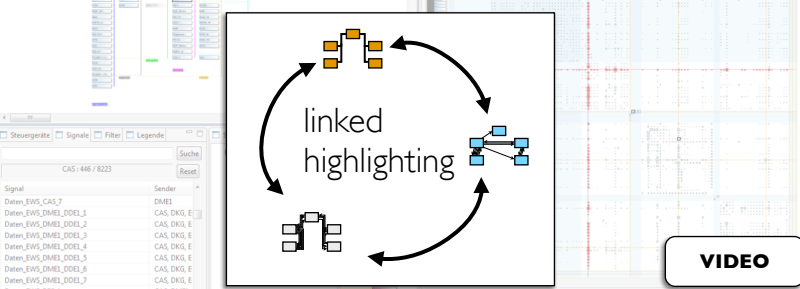 linked
highlighting
VIDEO
Steuergeräte Signale Filter Legende
Suche
CAS : 446 / 8223
Reset
Signal Sender
Daten_EWS_CAS_7 DME1
Daten_EWS_DME1_DDE1_1 CAS, DKG, E
Daten_EWS_DME1_DDE1_2 CAS, DKG, E
Daten_EWS_DME1_DDE1_3 CAS, DKG, E
Daten_EWS_DME1_DDE1_4 CAS, DKG, E
Daten_EWS_DME1_DDE1_5 CAS, DKG, E
Daten_EWS_DME1_DDE1_6 CAS, DKG, E
Daten_EWS_DME1_DDE1_7 CAS, DKG, E